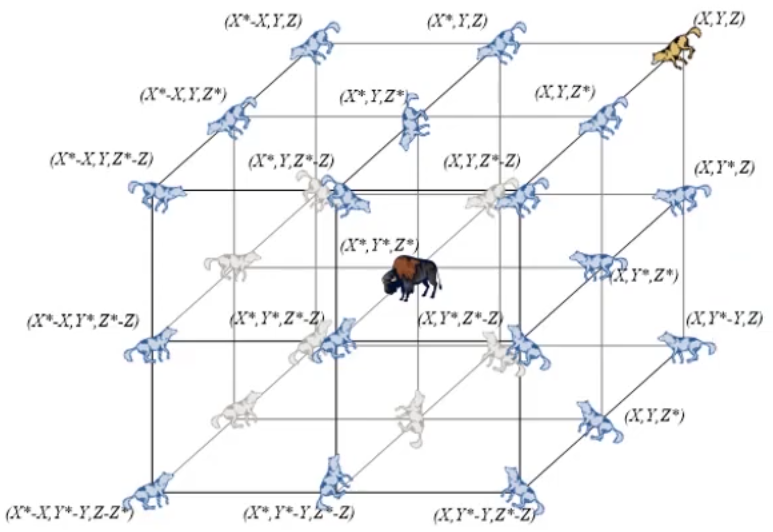 (X*-X,Y,Z)
(X*,Y,Z)
(X,Y,Z)
(X*-X,Y,Z*)
(X*,Y,Z*)
(X,Y,Z*)
(X*-X,Y,Z*-Z)
(X*,Y,Z*-Z)
(X,Y,Z*-Z)
(X,Y*,Z)
(X*,Y*,Z*)
(X,Y*,Z*)
(X*-X,Y*,Z*-Z)
(X*,Y*,Z*-Z)
(X,Y*,Z*-Z)
(X,Y*-Y,Z)
(X,Y,Z*)
(X*-X,Y*-Y,Z-Z*)
(X*,Y*-Y,Z*-Z)
(X,Y*-Y,Z*-Z)